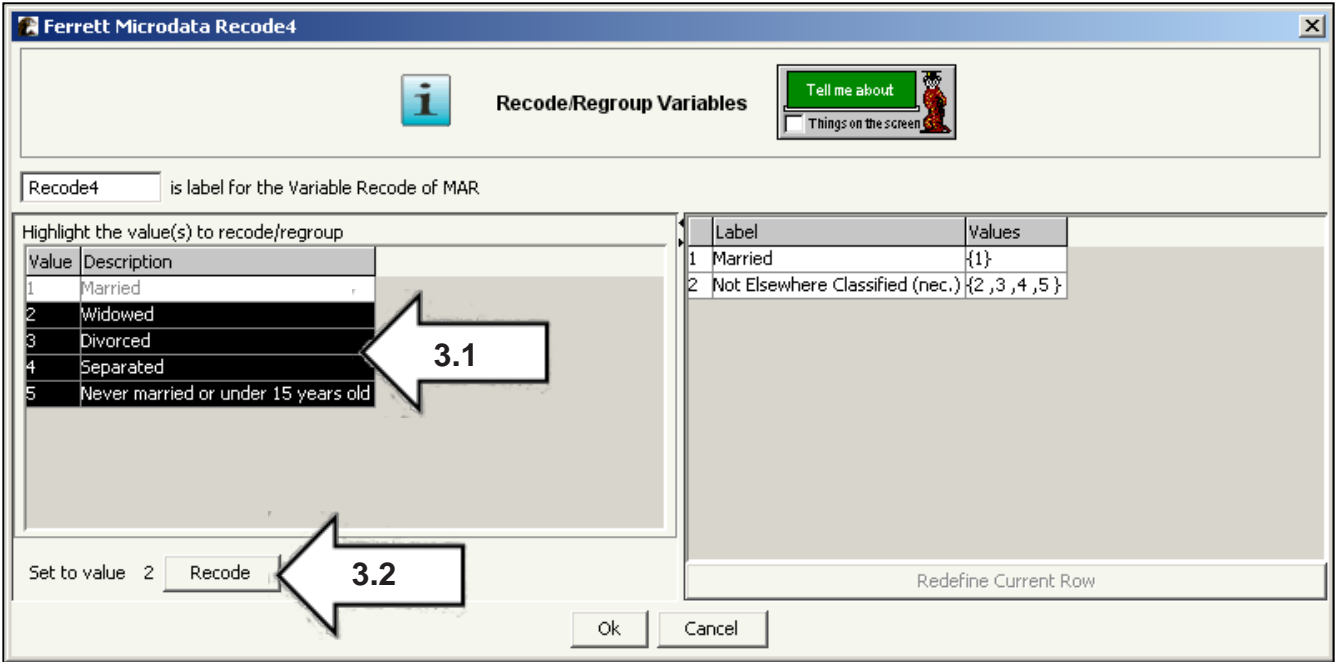 Ferrett Microdata Recode4
i
Recode/Regroup Variables
Tell me about
Things on the screen
Recode4 is label for the Variable Recode of MAR
Highlight the value(s) to recode/regroup
Value Description
1 Married
2 Widowed
3 Divorced
4 Separated
5 Never married or under 15 years old
3.1
Set to value 2 Recode
3.2
Label Values
1 Married {1}
2 Not Elsewhere Classified (nec.) {2 ,3 ,4 ,5 }
Redefine Current Row
Ok Cancel